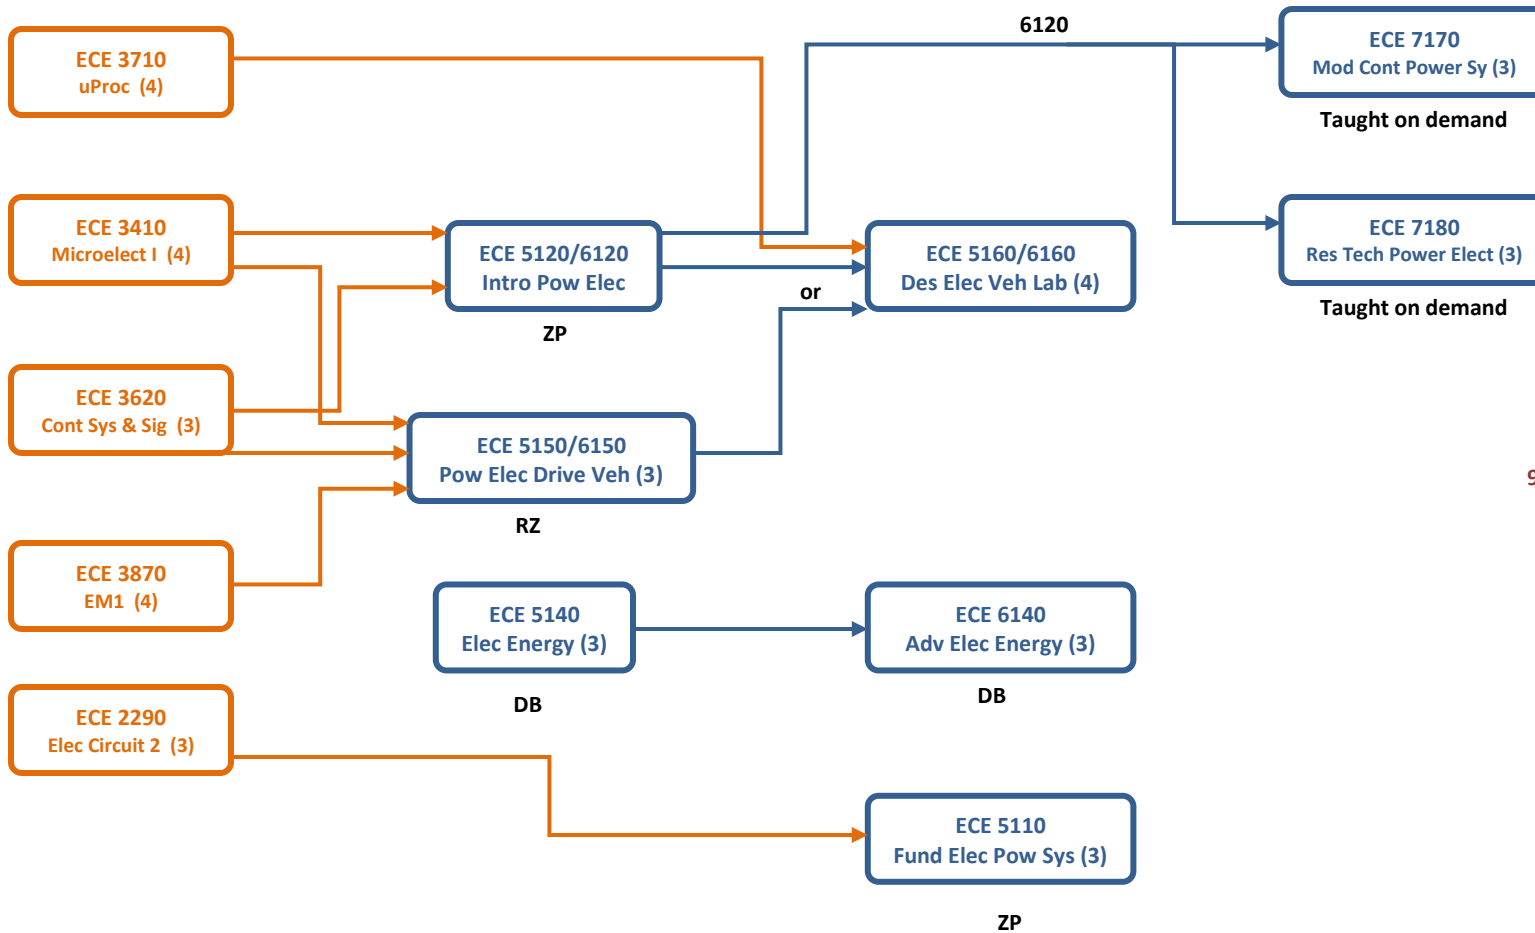 6120
ECE 3710
uProc (4)
ECE 7170
Mod Cont Power Sy (3)
Taught on demand
ECE 3410
Microelect I (4)
ECE 5120/6120
Intro Pow Elec
ZP
or
ECE 5160/6160
Des Elec Veh Lab (4)
ECE 7180
Res Tech Power Elect (3)
Taught on demand
ECE 3620
Cont Sys & Sig (3)
ECE 5150/6150
Pow Elec Drive Veh (3)
RZ
9
ECE 3870
EM1 (4)
ECE 5140
Elec Energy (3)
DB
ECE 6140
Adv Elec Energy (3)
DB
ECE 2290
Elec Circuit 2 (3)
ECE 5110
Fund Elec Pow Sys (3)
ZP